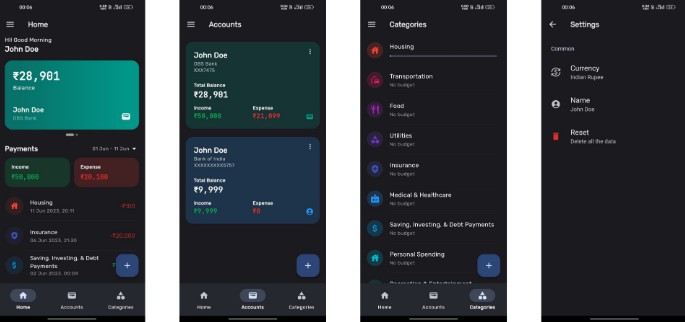 00:06
Home
Hi! Good Morning
John Doe
₹28,901
Balance
John Doe
DBS Bank
Payments
01 Jun - 11 Jun
Income
₹50,000
Expense
₹20,100
Housing
11 Jun 2023, 20:11
-₹100
Insurance
04 Jun 2023, 21:20
-₹20,000
Saving, Investing, & Debt
Payments
Home
Accounts
Categories
00:06
Accounts
John Doe
DBS Bank
Total Balance
₹28,901
Income
₹50,000
Expense
₹21,099
John Doe
Bank of India
Total Balance
₹9,999
Income
₹9,999
Expense
₹0
Home
Accounts
Categories
00:06
Categories
Housing
Transportation
No budget
Food
No budget
Utilities
No budget
Insurance
No budget
Medical & Healthcare
No budget
Saving, Investing, & Debt Payments
No budget
Personal Spending
No budget
Home
Accounts
Categories
00:06
Settings
Common
Currency
Indian Rupee
Name
John Doe
Reset
Delete all the data